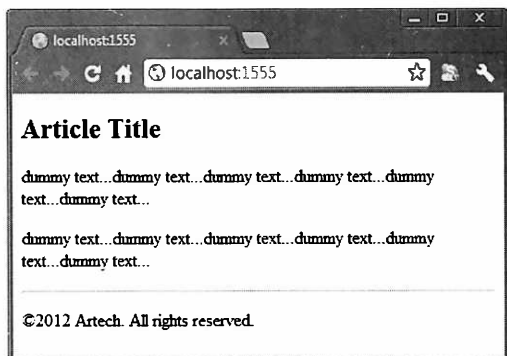 localhost:1555
localhost:1555
Article Title
dummy text...dummy text...dummy text...dummy text...dummy
text...dummy text...
dummy text...dummy text...dummy text...dummy text...dummy
text...dummy text...
©2012 Artech. All rights reserved.